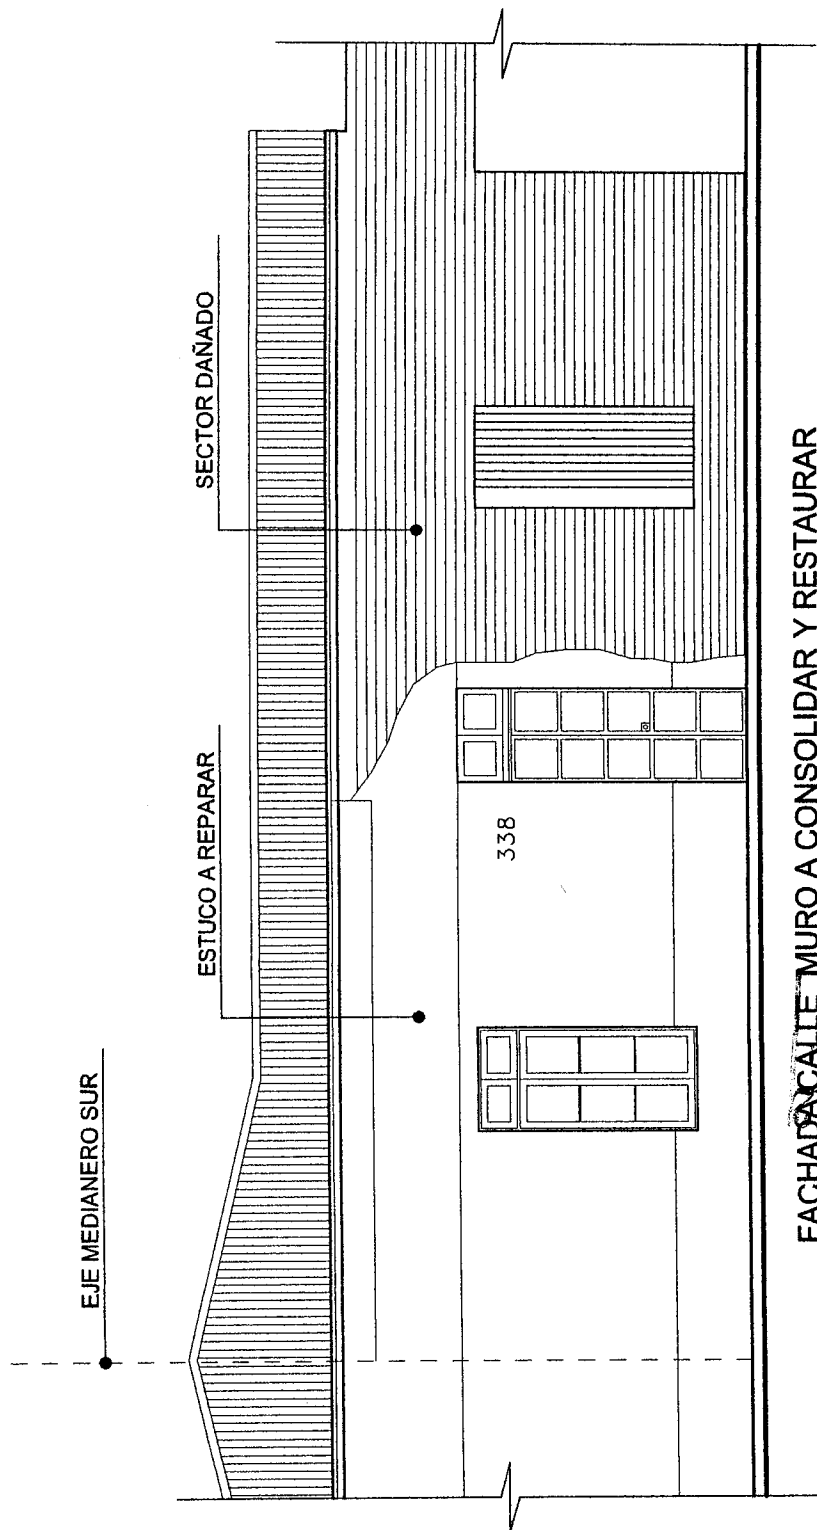 EJE MEDIANERO SUR
ESTUCO A REPARAR
SECTOR DAÑADO
338
FACHADA CALLE MURO A CONSOLIDAR Y RESTAURAR